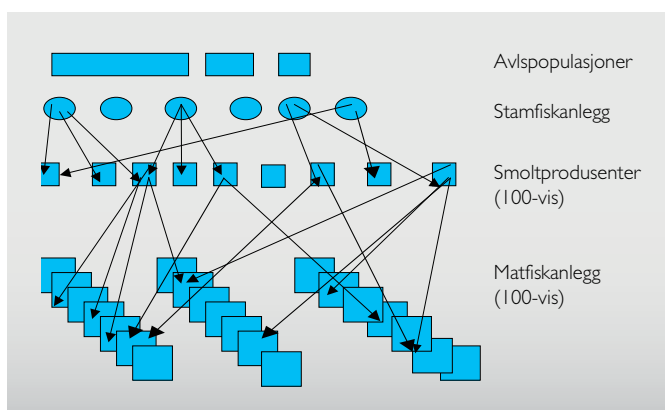 Avlspopulasjoner
Stamfiskanlegg
Smoltprodusenter
(100-vis)
Matfiskanlegg
(100-vis)